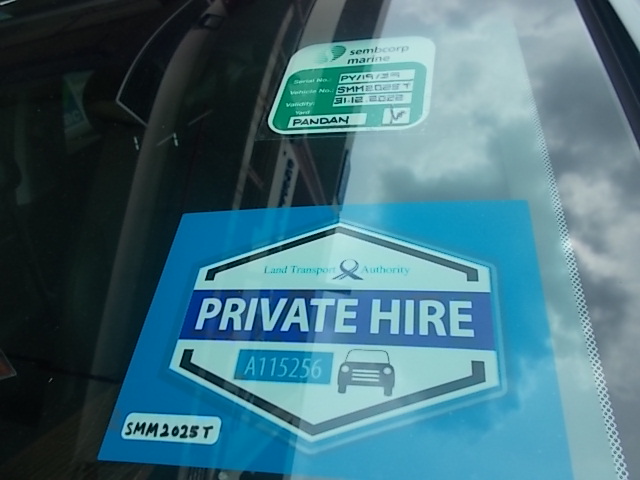 sembcorp
marine
Serial No.: PY/19/39
Vehicle No.: SMM2025T
Validity: 31-12-2022
Yard
PANDAN
Land Transport Authority
PRIVATE HIRE
A115256
SMM2025T